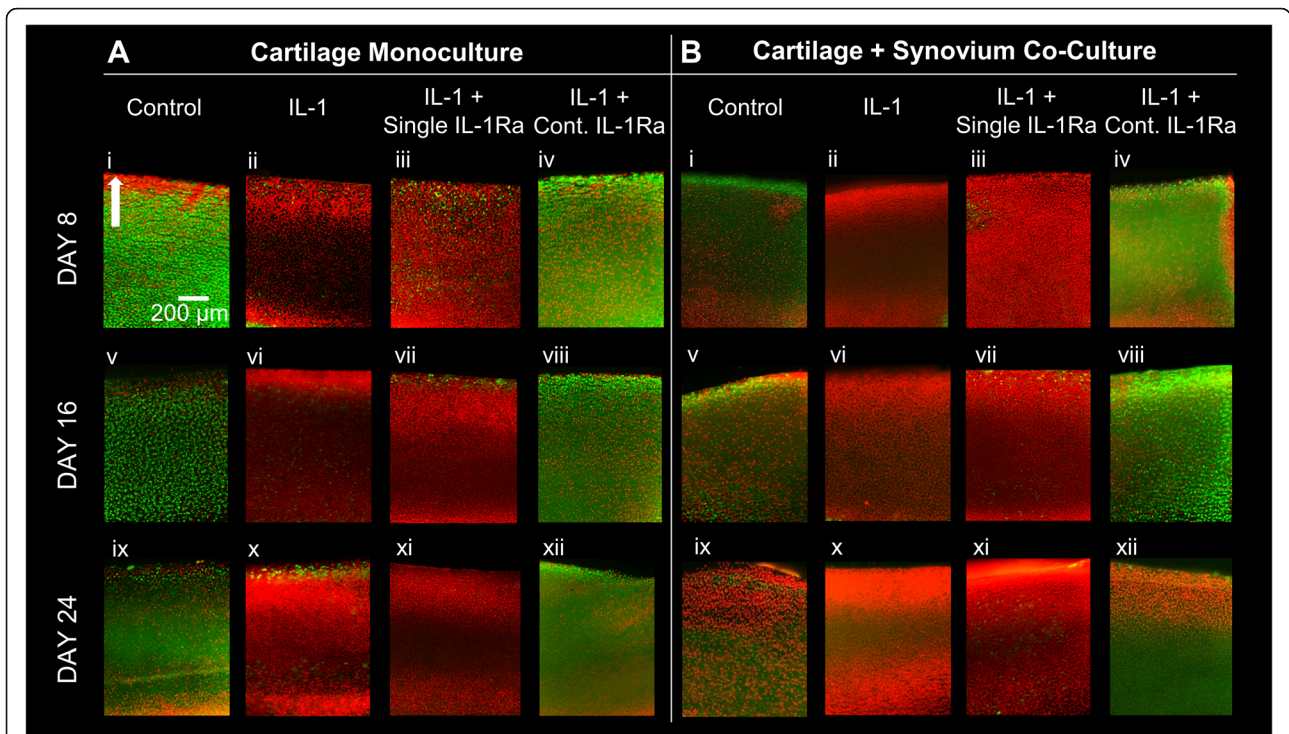 A Cartilage Monoculture
B Cartilage + Synovium Co-Culture
Control
IL-1
IL-1 +
Single IL-1Ra
IL-1 +
Cont. IL-1Ra
Control
IL-1
IL-1 +
Single IL-1Ra
IL-1 +
Cont. IL-1Ra
DAY 8
i
ii
iii
iv
i
ii
iii
iv
200 μm
DAY 16
v
vi
vii
viii
v
vi
vii
viii
DAY 24
ix
x
xi
xii
ix
x
xi
xii